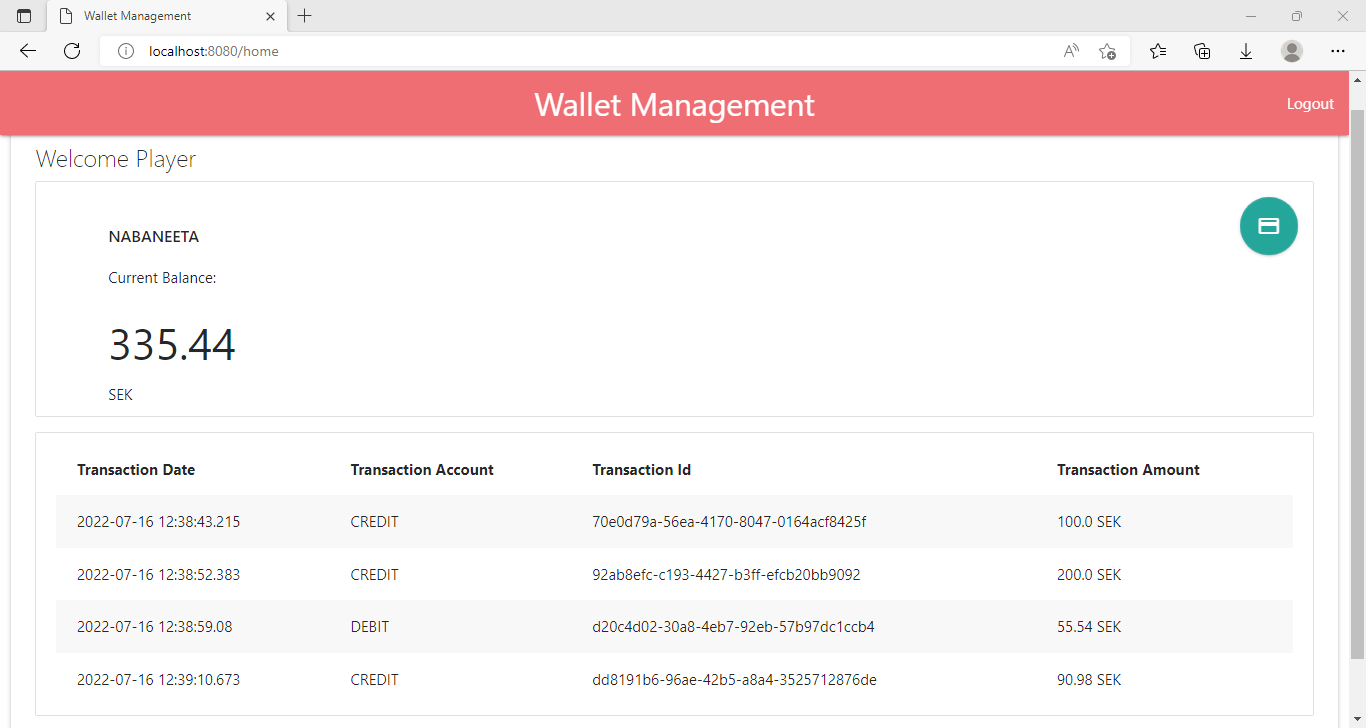 Wallet Management
localhost:8080/home
Wallet Management
Logout
Welcome Player
NABANEETA
Current Balance:
335.44
SEK
Transaction Date Transaction Account Transaction Id Transaction Amount
2022-07-16 12:38:43.215 CREDIT 70e0d79a-56ea-4170-8047-0164acf8425f 100.0 SEK
2022-07-16 12:38:52.383 CREDIT 92ab8efc-c193-4427-b3ff-efcb20bb9092 200.0 SEK
2022-07-16 12:38:59.08 DEBIT d20c4d02-30a8-4eb7-92eb-57b97dc1ccb4 55.54 SEK
2022-07-16 12:39:10.673 CREDIT dd8191b6-96ae-42b5-a8a4-3525712876de 90.98 SEK